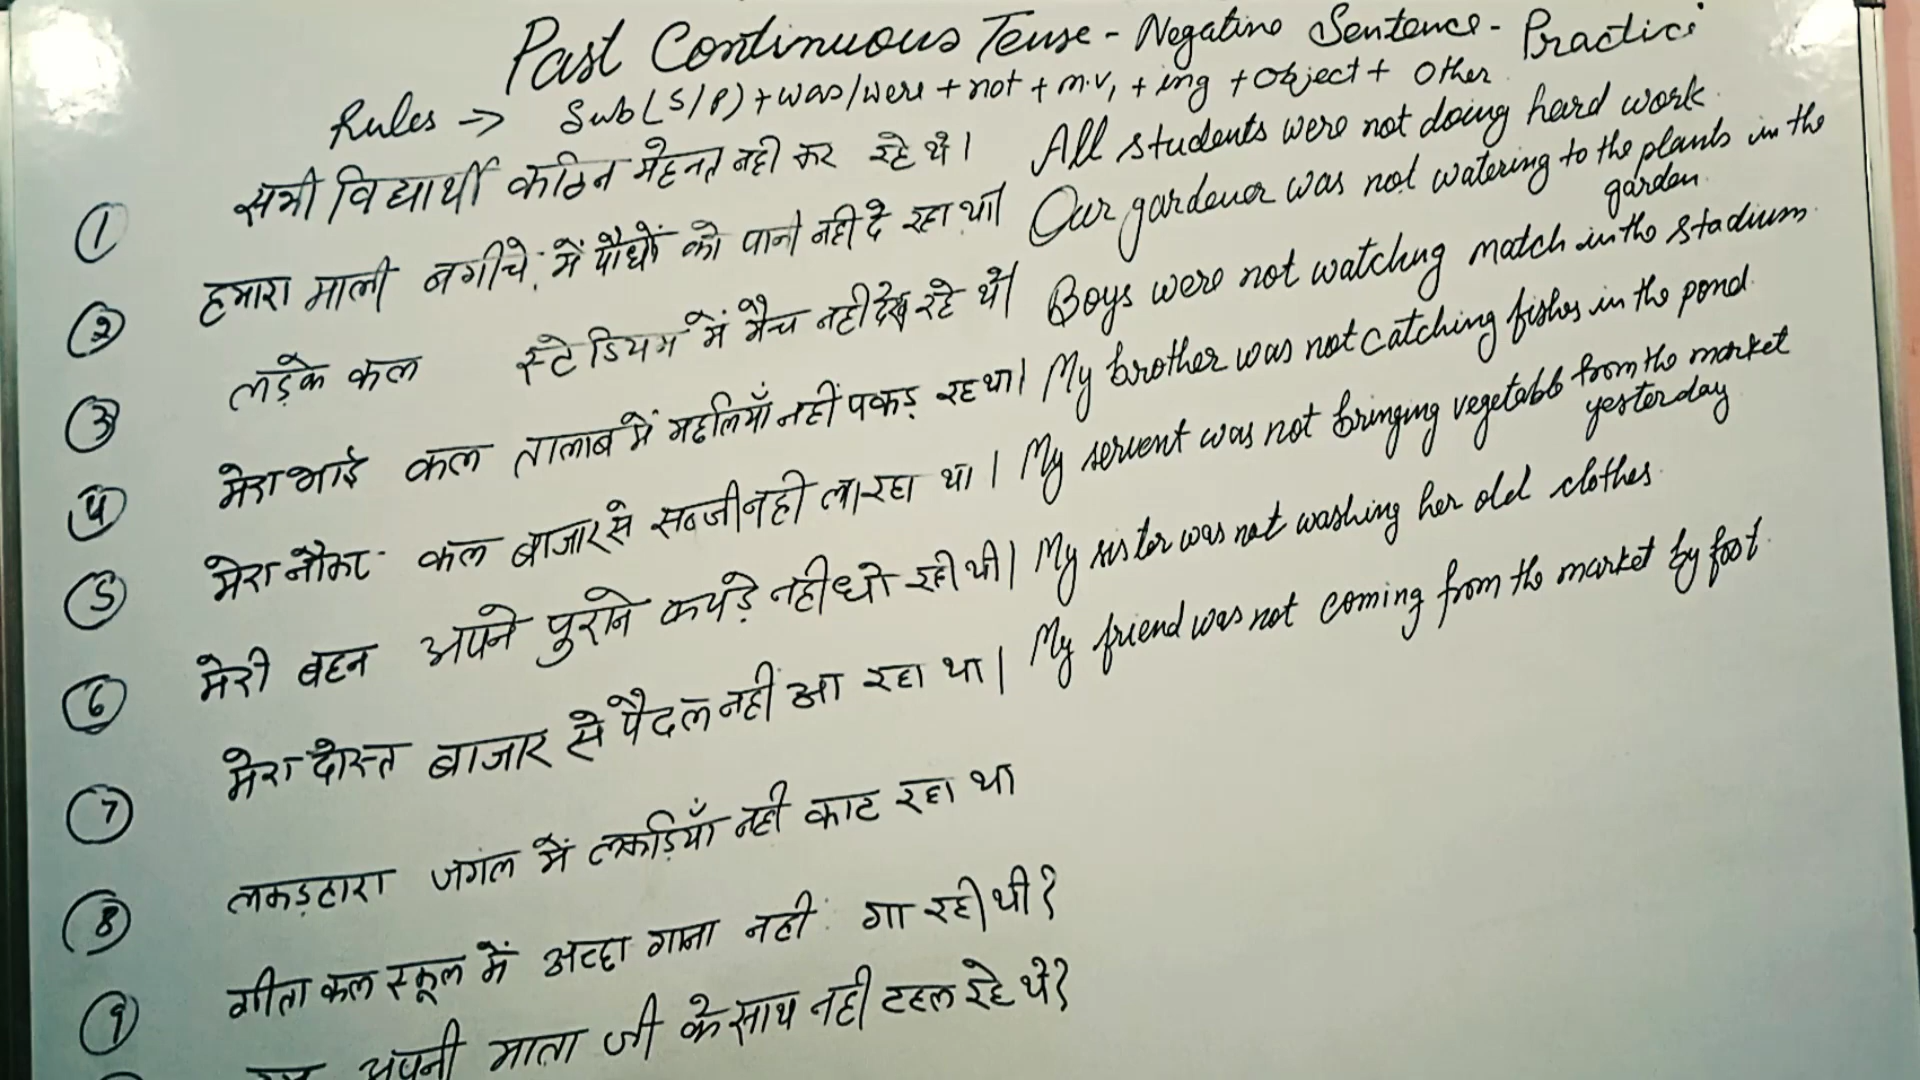 Past Continuous Tense - Negative Sentence - Practice
Rules → Sub(S/P) + was/were + not + m.v₁ + ing + object + other
① सभी विद्यार्थी कठिन मेहनत नही कर रहे थे। All students were not doing hard work.
② हमारा माली बगीचे में पौधों को पानी नही दे रहा था। Our gardener was not watering to the plants in the
garden.
③ लड़के कल स्टेडियम में मैच नही देख रहे थे। Boys were not watching match in the stadium.
④ मेरा भाई कल तालाब में मछलियाँ नहीं पकड़ रह था। My brother was not catching fishes in the pond.
⑤ मेरा नौकर कल बाजार से सब्जी नही ला रहा था। My servent was not bringing vegetable from the market
yesterday
⑥ मेरी बहन अपने पुराने कपड़े नही धो रही थी। My sister was not washing her old clothes.
⑦ मेरा दोस्त बाजार से पैदल नहीं आ रहा था। My friend was not coming from the market by foot.
⑧ लकड़हारा जगंल में लकड़ियाँ नही काट रहा था
⑨ गीता कल स्कूल में अच्छा गाना नही गा रही थी?
अपनी माता जी के साथ नही टहल रहे थे?